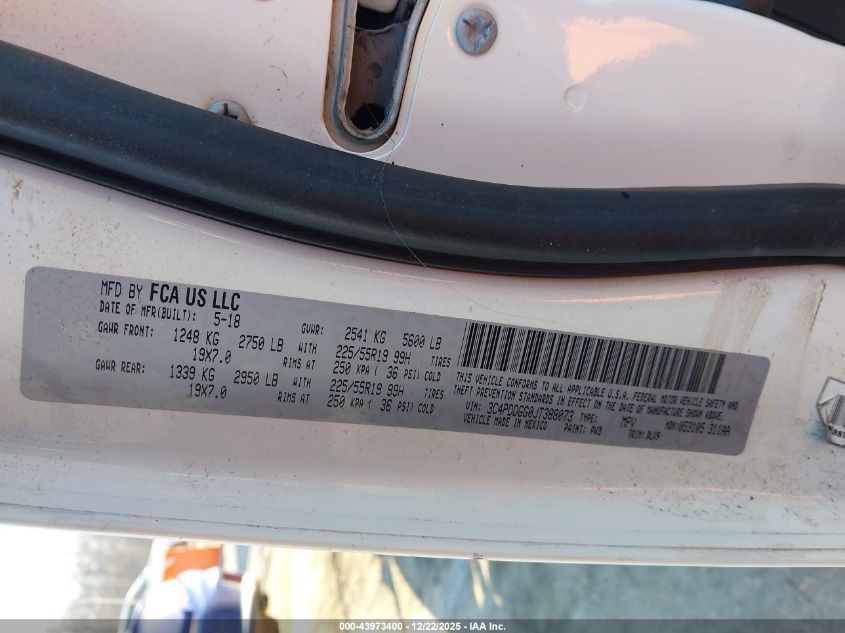 MFD BY FCA US LLC
DATE OF MFR(BUILT): 5-18 GVWR: 2541 KG 5600 LB
GAWR FRONT: 1248 KG 2750 LB WITH 225/55R19 99H TIRES
19X7.0 RIMS AT 250 KPA ( 36 PSI) COLD
GAWR REAR: 1339 KG 2950 LB WITH 225/55R19 99H TIRES
19X7.0 RIMS AT 250 KPA ( 36 PSI) COLD
THIS VEHICLE CONFORMS TO ALL APPLICABLE U.S.A. FEDERAL MOTOR VEHICLE SAFETY AND
THEFT PREVENTION STANDARDS IN EFFECT ON THE DATE OF MANUFACTURE SHOWN ABOVE.
VIN: 3C4PDDGG0JT388073 TYPE: MPV
VEHICLE MADE IN MEXICO PAINT: PW3 TRIM: DLX9
000-43973400 - 12/22/2025 - IAA Inc.